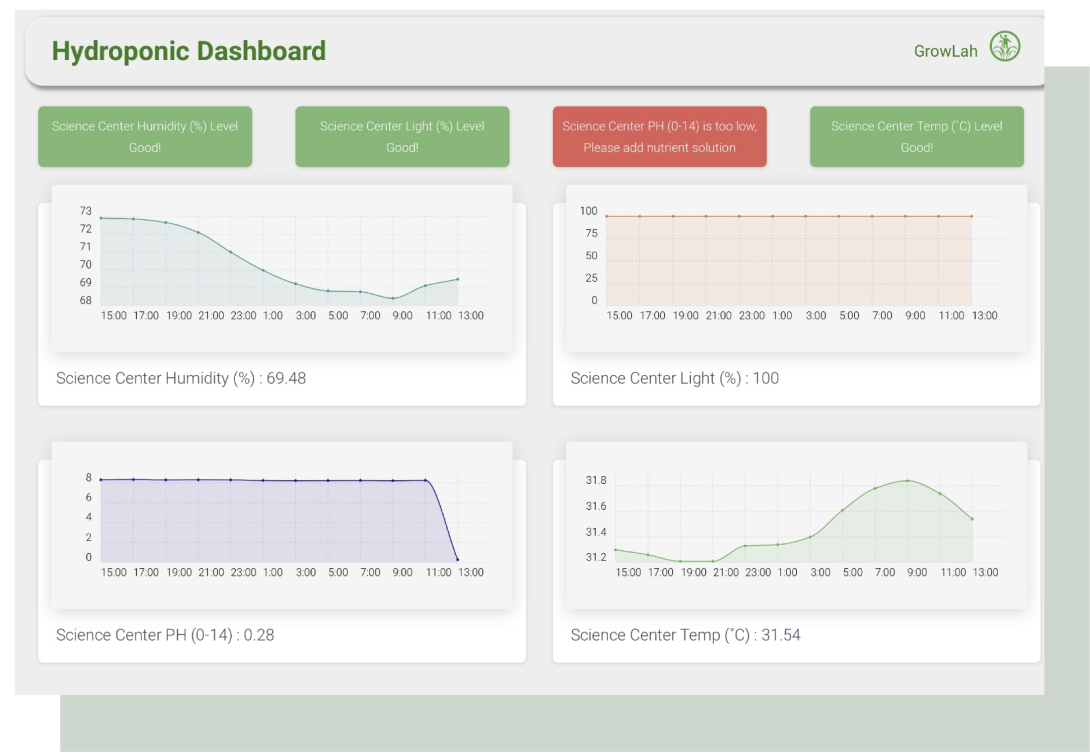 Hydroponic Dashboard
GrowLah
Science Center Humidity (%) Level
Good!
Science Center Light (%) Level
Good!
Science Center PH (0-14) is too low,
Please add nutrient solution
Science Center Temp (˚C) Level
Good!
73
72
71
70
69
68
15:00 17:00 19:00 21:00 23:00 1:00 3:00 5:00 7:00 9:00 11:00 13:00
Science Center Humidity (%) : 69.48
100
75
50
25
0
15:00 17:00 19:00 21:00 23:00 1:00 3:00 5:00 7:00 9:00 11:00 13:00
Science Center Light (%) : 100
8
6
4
2
0
15:00 17:00 19:00 21:00 23:00 1:00 3:00 5:00 7:00 9:00 11:00 13:00
Science Center PH (0-14) : 0.28
31.8
31.6
31.4
31.2
15:00 17:00 19:00 21:00 23:00 1:00 3:00 5:00 7:00 9:00 11:00 13:00
Science Center Temp (˚C) : 31.54